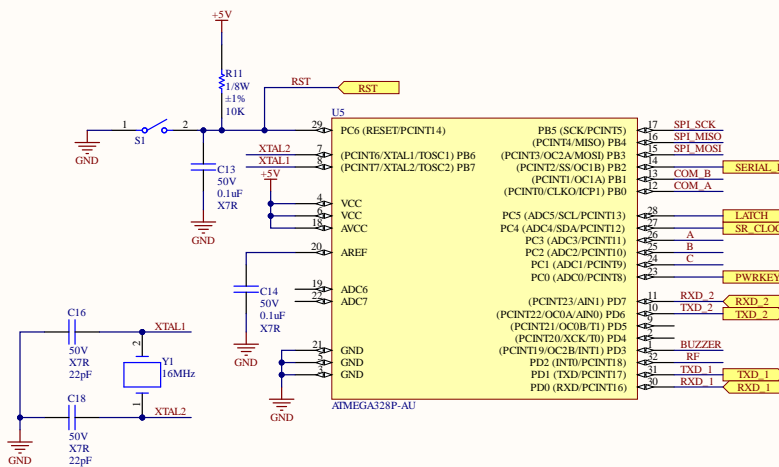 +5V
R11
1/8W
±1%
10K
RST
RST
U5
1
2
S1
GND
29
PC6 (RESET/PCINT14)
PB5 (SCK/PCINT5)
17
SPI_SCK
(PCINT4/MISO) PB4
16
SPI_MISO
XTAL2
7
(PCINT6/XTAL1/TOSC1) PB6
(PCINT3/OC2A/MOSI) PB3
15
SPI_MOSI
XTAL1
8
(PCINT7/XTAL2/TOSC2) PB7
(PCINT2/SS/OC1B) PB2
14
C13
50V
0.1uF
X7R
GND
+5V
(PCINT1/OC1A) PB1
13
COM_B
(PCINT0/CLKO/ICP1) PB0
12
COM_A
4
VCC
6
VCC
18
AVCC
PC5 (ADC5/SCL/PCINT13)
28
LATCH
PC4 (ADC4/SDA/PCINT12)
27
PC3 (ADC3/PCINT11)
26
A
20
AREF
PC2 (ADC2/PCINT10)
25
B
PC1 (ADC1/PCINT9)
24
C
PC0 (ADC0/PCINT8)
23
PWRKEY
C14
50V
0.1uF
X7R
GND
19
ADC6
22
ADC7
(PCINT23/AIN1) PD7
11
RXD_2
RXD_2
(PCINT22/OC0A/AIN0) PD6
10
TXD_2
TXD_2
(PCINT21/OC0B/T1) PD5
9
(PCINT20/XCK/T0) PD4
2
21
GND
(PCINT19/OC2B/INT1) PD3
1
BUZZER
5
GND
PD2 (INT0/PCINT18)
32
RF
3
GND
PD1 (TXD/PCINT17)
31
TXD_1
TXD_1
PD0 (RXD/PCINT16)
30
RXD_1
RXD_1
GND
ATMEGA328P-AU
C16
50V
X7R
22pF
XTAL1
2
Y1
16MHz
1
C18
50V
X7R
22pF
XTAL2
GND